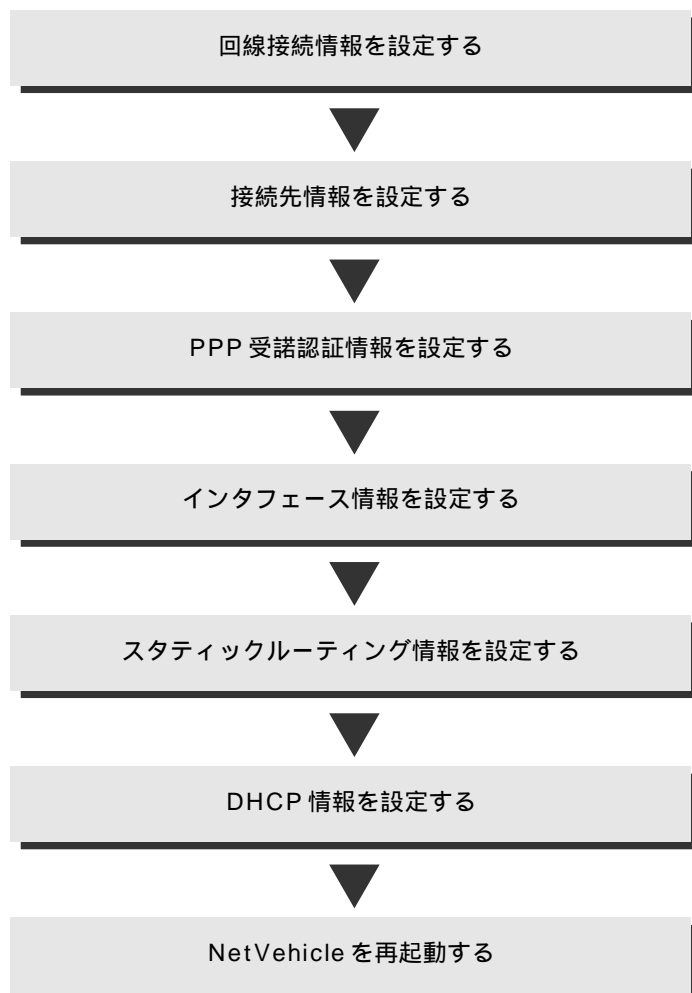 回線接続情報を設定する
接続先情報を設定する
PPP 受諾認証情報を設定する
インタフェース情報を設定する
スタティックルーティング情報を設定する
DHCP 情報を設定する
NetVehicle を再起動する